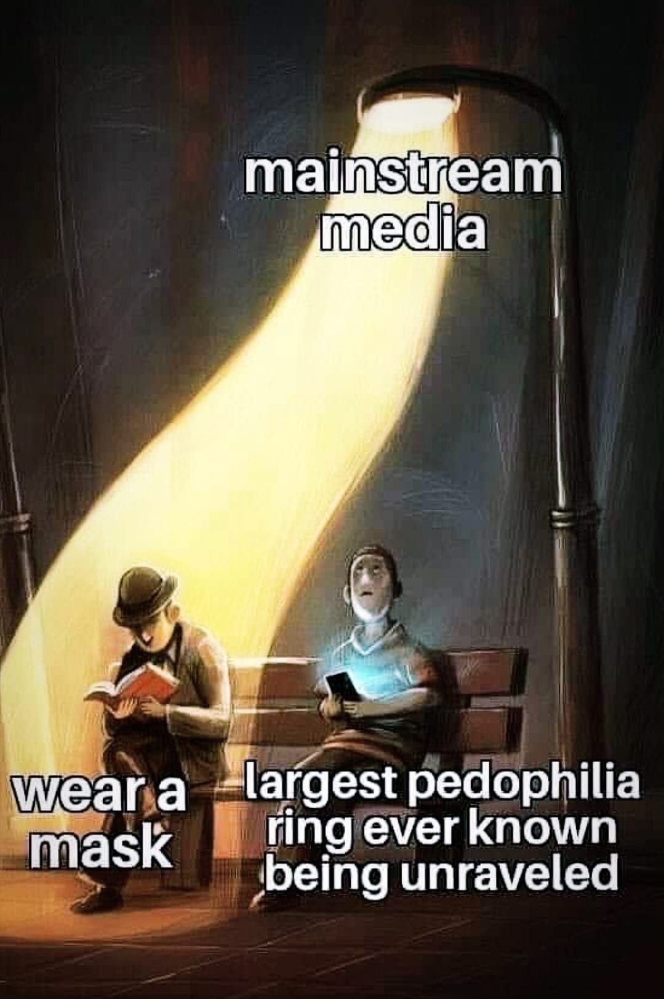 mainstream
media
wear a
mask
largest pedophilia
ring ever known
being unraveled